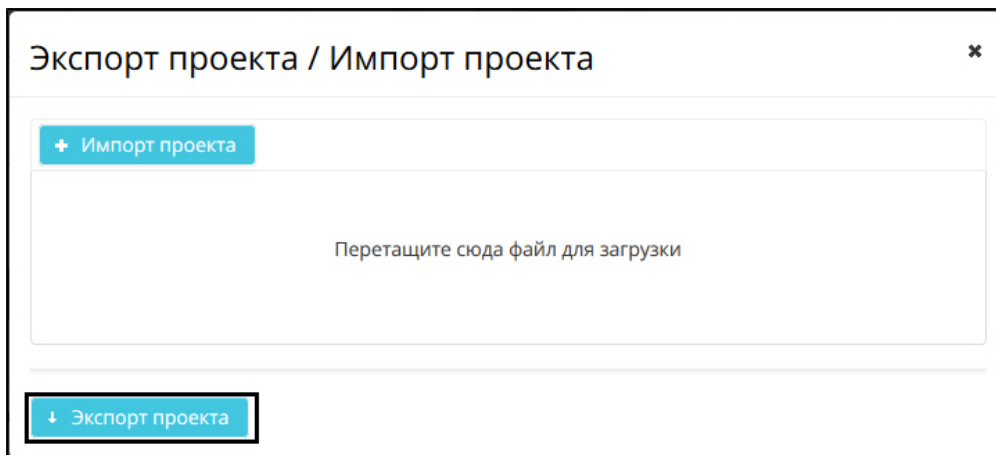 Экспорт проекта / Импорт проекта
Импорт проекта
Перетащите сюда файл для загрузки
Экспорт проекта